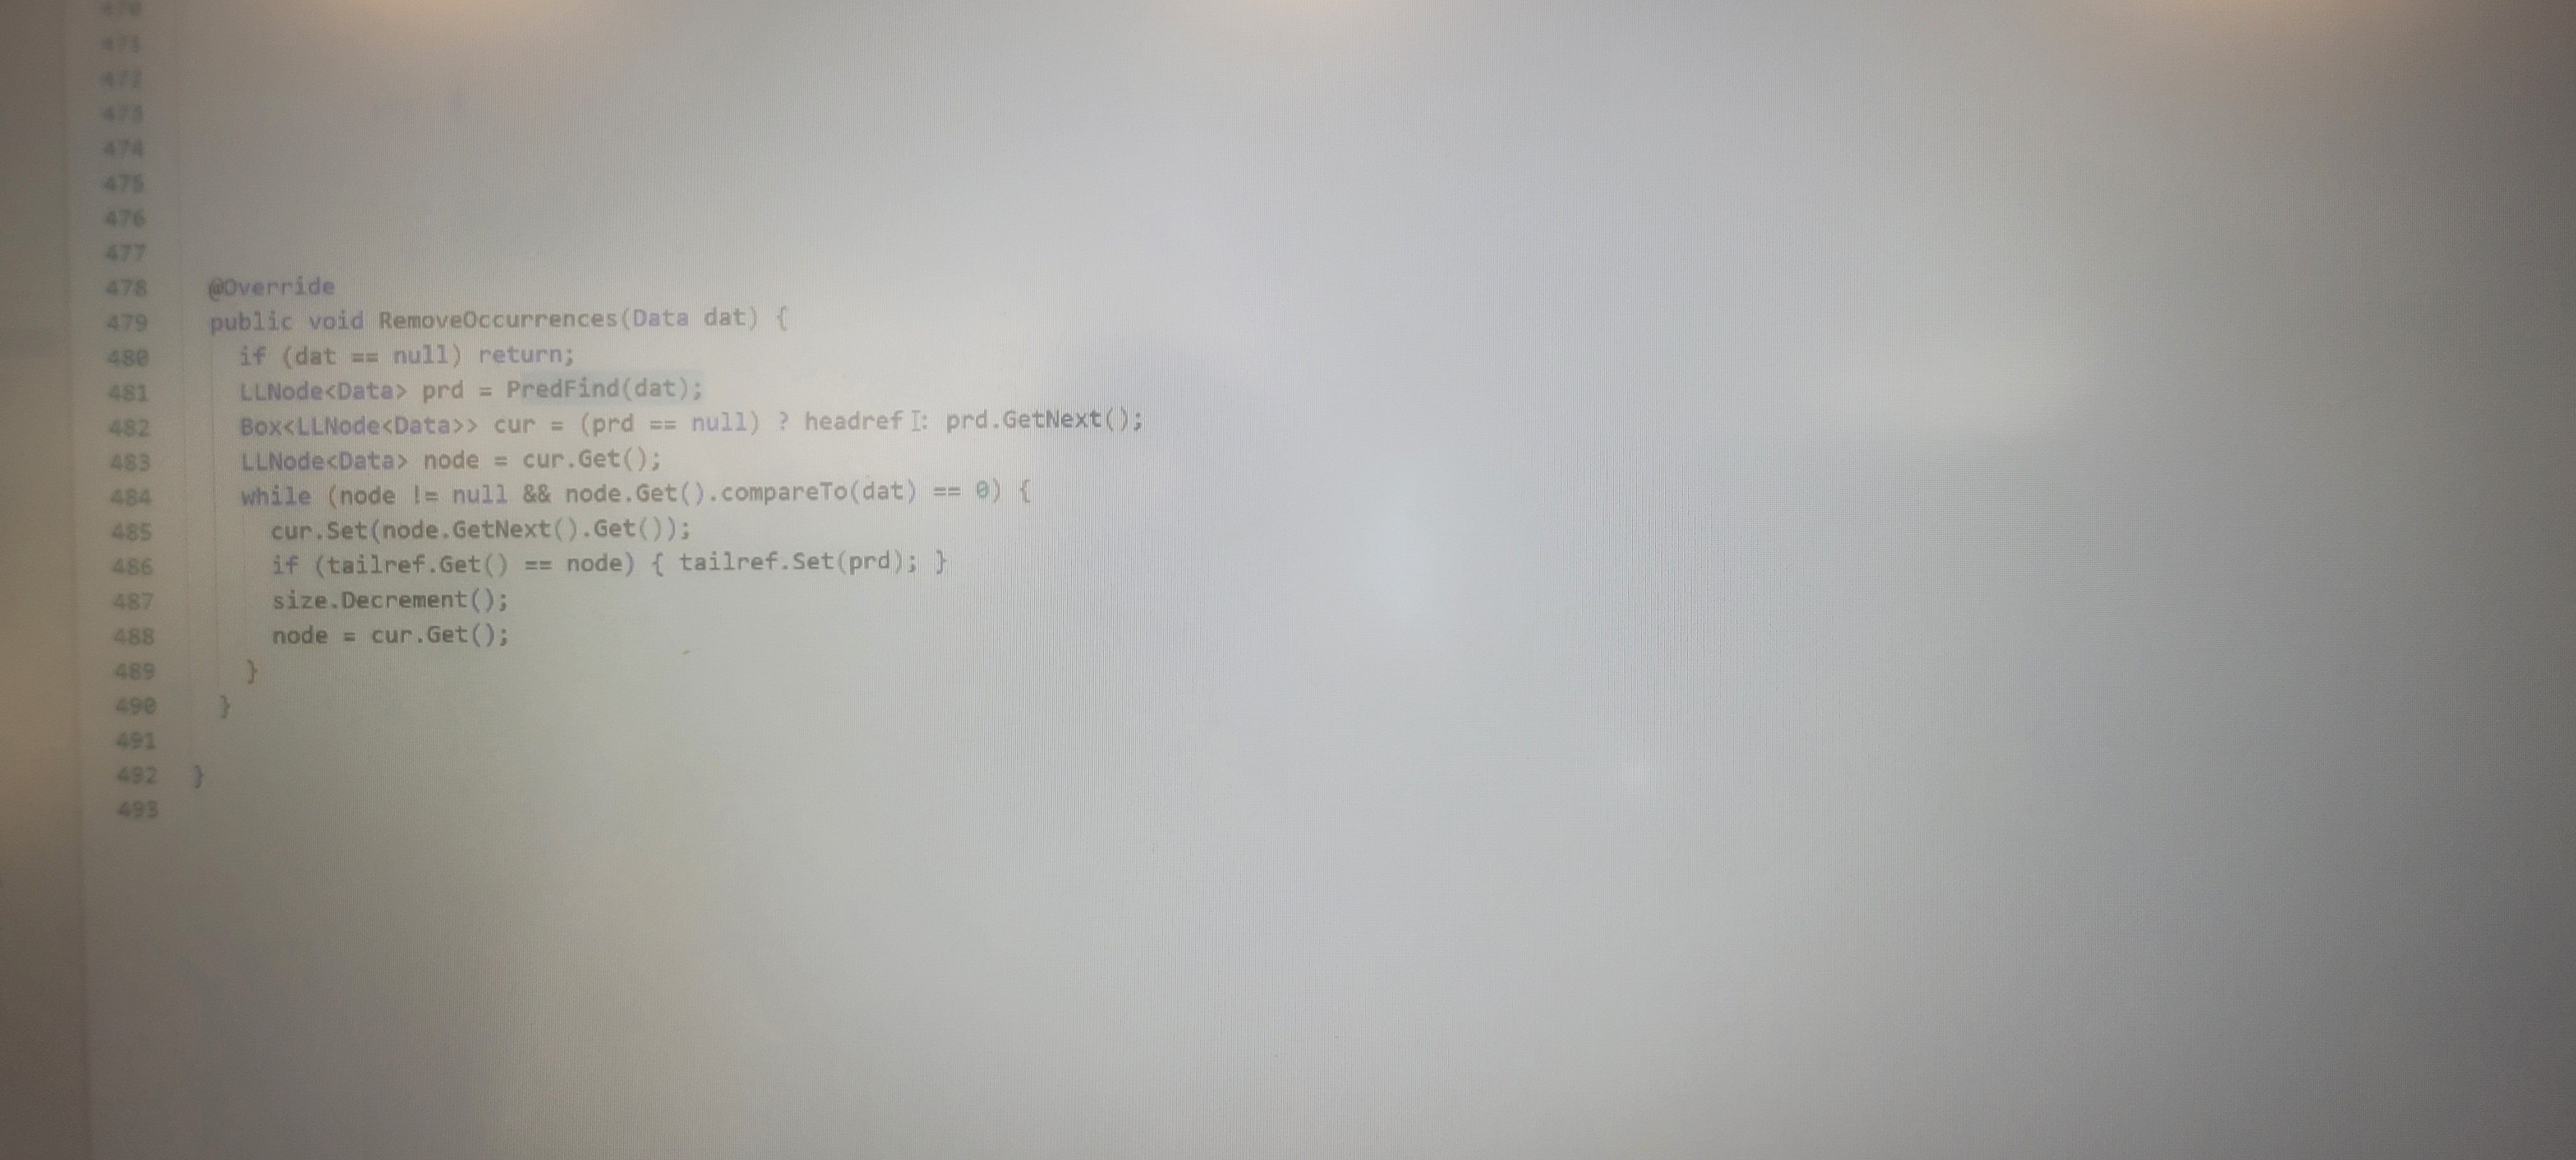 470
471
472
473
474
475
476
477
478 @Override
479 public void RemoveOccurrences(Data dat) {
480 if (dat == null) return;
481 LLNode<Data> prd = PredFind(dat);
482 Box<LLNode<Data>> cur = (prd == null) ? headref : prd.GetNext();
483 LLNode<Data> node = cur.Get();
484 while (node != null && node.Get().compareTo(dat) == 0) {
485 cur.Set(node.GetNext().Get());
486 if (tailref.Get() == node) { tailref.Set(prd); }
487 size.Decrement();
488 node = cur.Get();
489 }
490 }
491
492 }
493